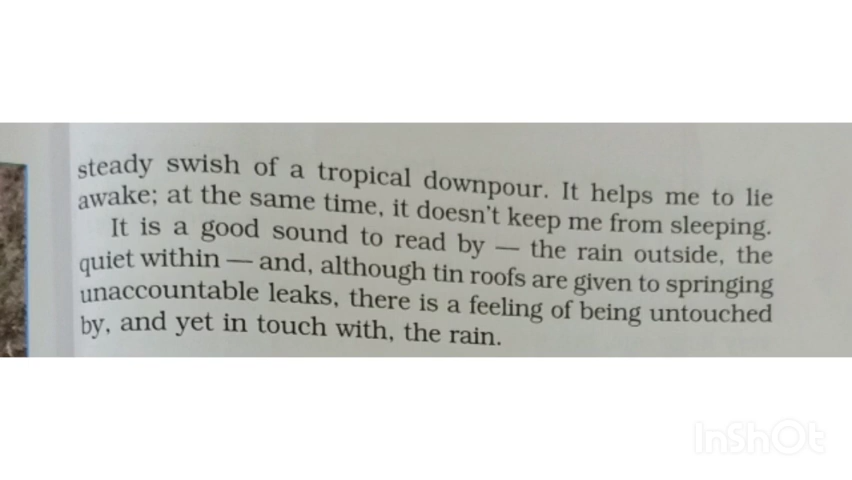 steady swish of a tropical downpour. It helps me to lie
awake; at the same time, it doesn't keep me from sleeping.
It is a good sound to read by — the rain outside, the
quiet within — and, although tin roofs are given to springing
unaccountable leaks, there is a feeling of being untouched
by, and yet in touch with, the rain.
InShOt